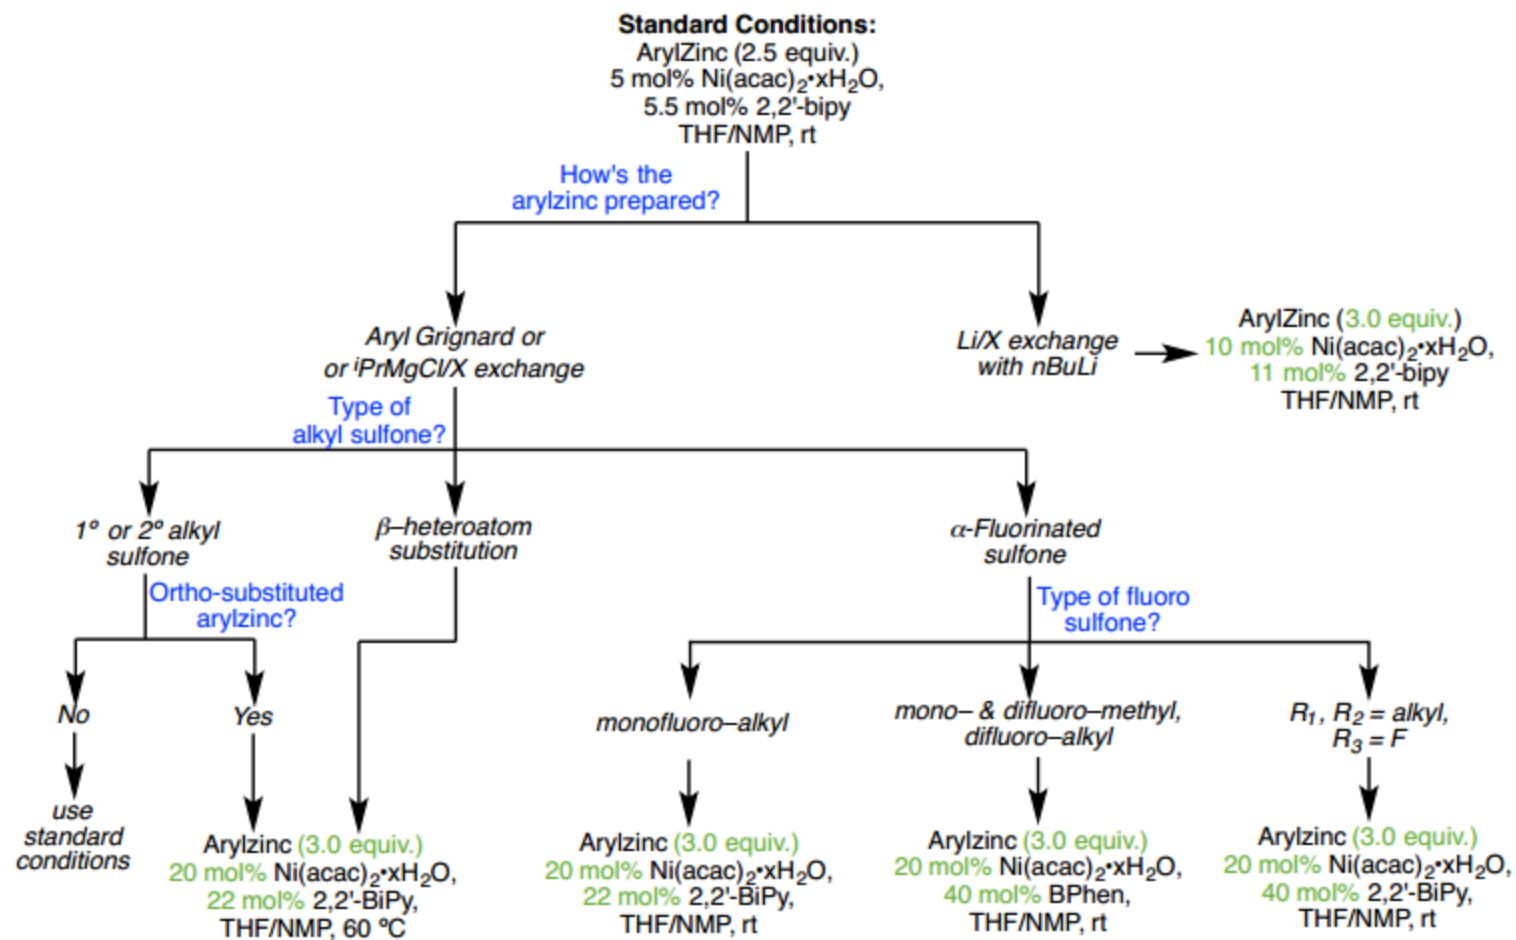 Standard Conditions:
ArylZinc (2.5 equiv.)
5 mol% Ni(acac)₂•xH₂O,
5.5 mol% 2,2'-bipy
THF/NMP, rt
How's the
arylzinc prepared?
Aryl Grignard or
or ⁱPrMgCl/X exchange
Li/X exchange
with nBuLi
ArylZinc (3.0 equiv.)
10 mol% Ni(acac)₂•xH₂O,
11 mol% 2,2'-bipy
THF/NMP, rt
Type of
alkyl sulfone?
1º or 2º alkyl
sulfone
β–heteroatom
substitution
α-Fluorinated
sulfone
Ortho-substituted
arylzinc?
Type of fluoro
sulfone?
No
Yes
monofluoro–alkyl
mono– & difluoro–methyl,
difluoro–alkyl
R₁, R₂ = alkyl,
R₃ = F
use
standard
conditions
Arylzinc (3.0 equiv.)
20 mol% Ni(acac)₂•xH₂O,
22 mol% 2,2'-BiPy,
THF/NMP, 60 ºC
Arylzinc (3.0 equiv.)
20 mol% Ni(acac)₂•xH₂O,
22 mol% 2,2'-BiPy,
THF/NMP, rt
Arylzinc (3.0 equiv.)
20 mol% Ni(acac)₂•xH₂O,
40 mol% BPhen,
THF/NMP, rt
Arylzinc (3.0 equiv.)
20 mol% Ni(acac)₂•xH₂O,
40 mol% 2,2'-BiPy,
THF/NMP, rt